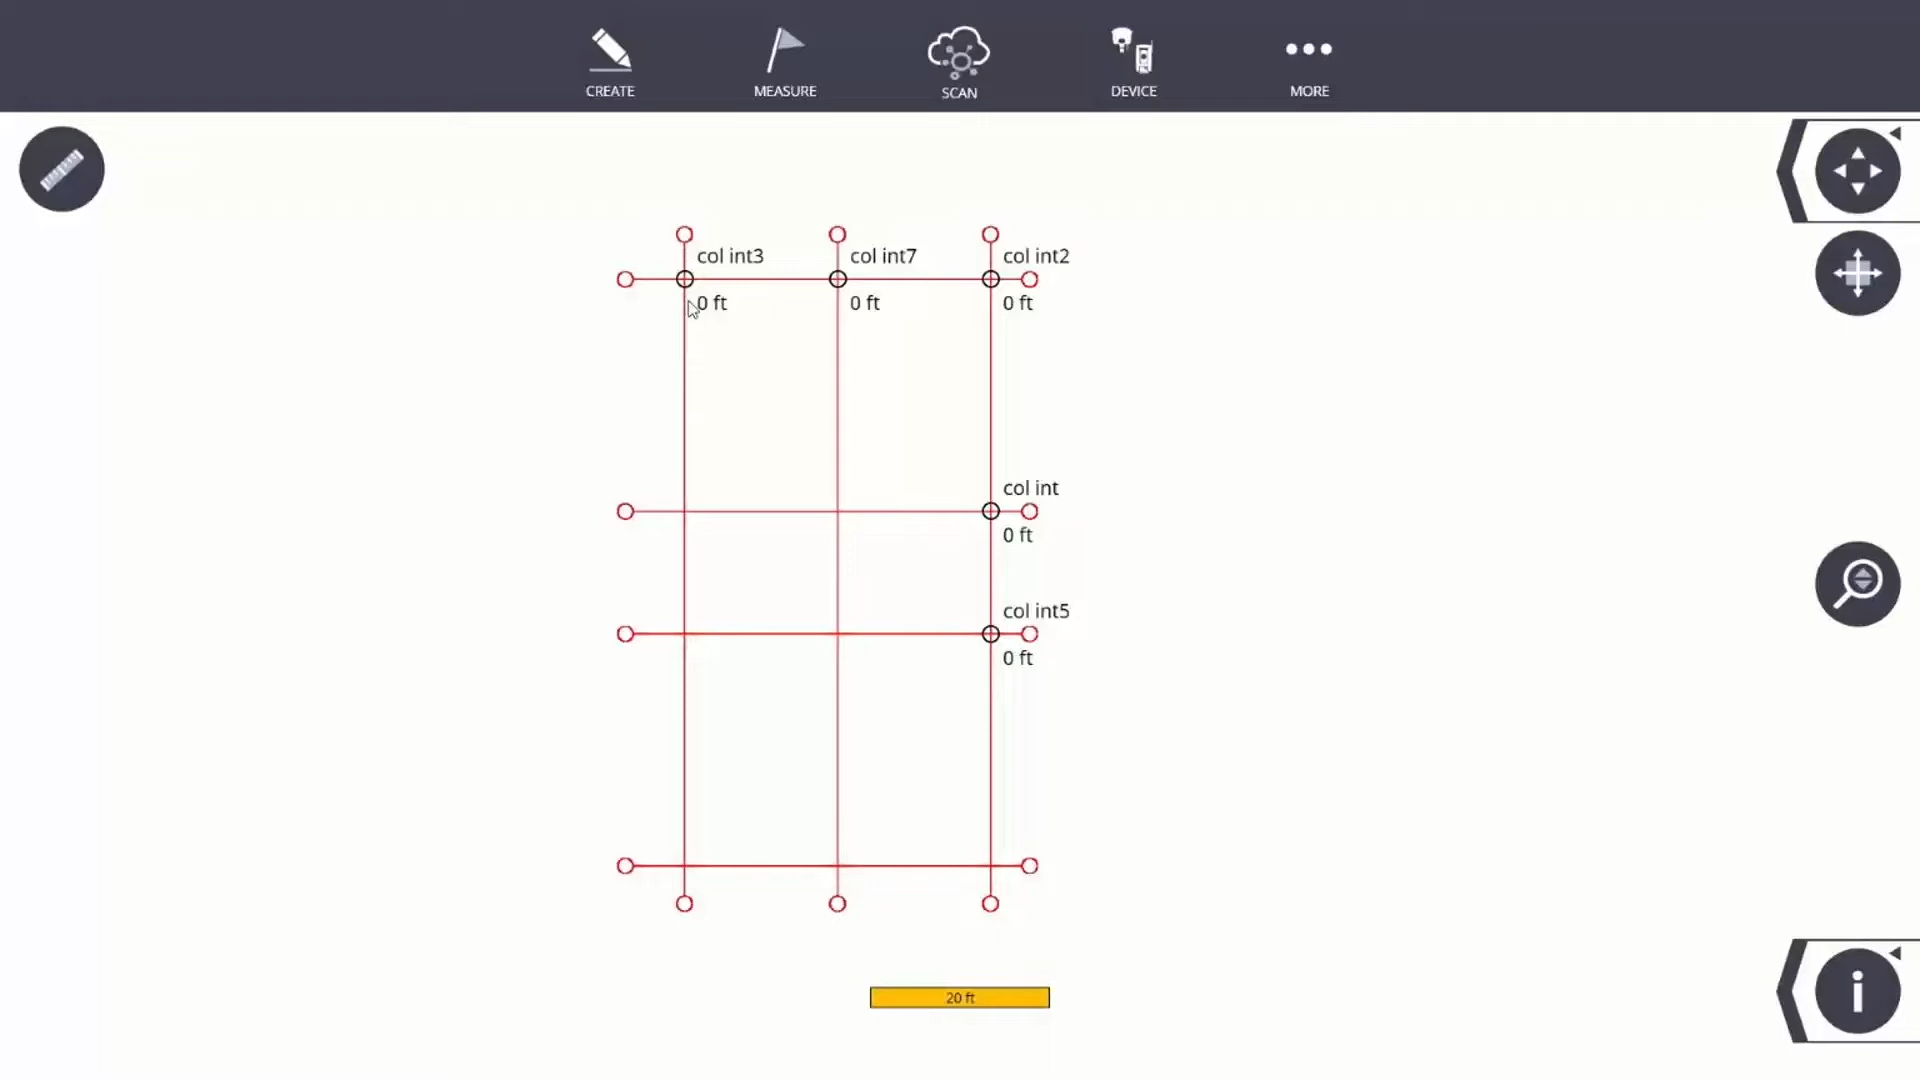 CREATE
MEASURE
SCAN
DEVICE
MORE
col int3
col int7
col int2
0 ft
0 ft
0 ft
col int
0 ft
col int5
0 ft
20 ft